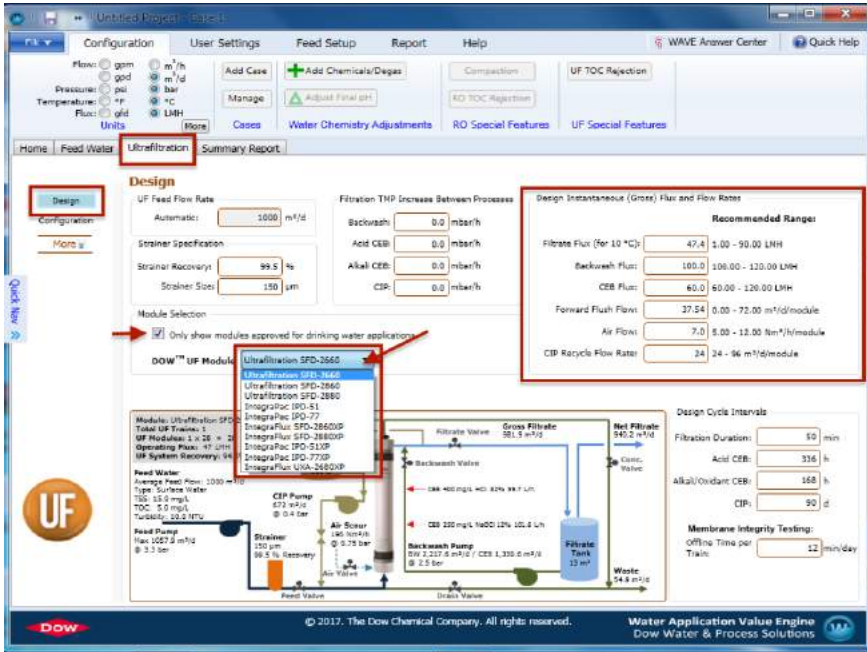 Untitled Project - Case 1
File Configuration User Settings Feed Setup Report Help WAVE Answer Center Quick Help
Flow: gpm m³/h
gpd m³/d
Pressure: psi bar
Temperature: °F °C
Flux: gfd LMH
Units More
Add Case
Manage
Cases
Add Chemicals/Degas
Adjust Final pH
Water Chemistry Adjustments
Compaction
RO TOC Rejection
RO Special Features
UF TOC Rejection
UF Special Features
Home Feed Water Ultrafiltration Summary Report
Design
Configuration
More
Quick Nav
Design
UF Feed Flow Rate
Automatic: 1000 m³/d
Strainer Specification
Strainer Recovery: 99.5 %
Strainer Size: 150 µm
Filtration TMP Increase Between Processes
Backwash: 0.0 mbar/h
Acid CEB: 0.0 mbar/h
Alkali CEB: 0.0 mbar/h
CIP: 0.0 mbar/h
Design Instantaneous (Gross) Flux and Flow Rates
Recommended Range:
Filtrate Flux (for 10 °C): 47.4 1.00 - 90.00 LMH
Backwash Flux: 100.0 100.00 - 120.00 LMH
CEB Flux: 60.0 60.00 - 120.00 LMH
Forward Flush Flow: 37.54 0.00 - 72.00 m³/d/module
Air Flow: 7.0 5.00 - 12.00 Nm³/h/module
CIP Recycle Flow Rate: 24 24 - 96 m³/d/module
Module Selection
Only show modules approved for drinking water applications
DOW™ UF Module Ultrafiltration SFD-2660
Ultrafiltration SFD-2660
Ultrafiltration SFD-2860
Ultrafiltration SFD-2880
IntegraPac IPD-51
IntegraPac IPD-77
IntegraFlux SFD-2860XP
IntegraFlux SFD-2880XP
IntegraPac IPD-51XP
IntegraPac IPD-77XP
IntegraFlux UXA-2680XP
Module: Ultrafiltration SFD
Total UF Trains: 1
UF Modules: 1 x 28 =
Operating Flux: 47 LMH
UF System Recovery: 94
Feed Water
Average Feed Flow: 1000 m³/d
Type: Surface Water
TSS: 15.0 mg/L
TOC: 5.0 mg/L
Turbidity: 10.0 NTU
Feed Pump
Max 1057.9 m³/d
@ 3.3 bar
Strainer
150 µm
99.5 % Recovery
CIP Pump
672 m³/d
@ 0.4 bar
Air Scour
196 Nm³/h
@ 0.75 bar
Air Valve
Feed Valve
Filtrate Valve
Gross Filtrate
981.9 m³/d
Net Filtrate
940.2 m³/d
Backwash Valve
Conc. Valve
CEB 400 mg/L HCl 32% 99.7 L/h
CEB 200 mg/L NaOD 12% 101.6 L/h
Backwash Pump
BW 2,217.6 m³/d / CEB 1,330.6 m³/d
@ 2.5 bar
Filtrate
Tank
13 m³
Drain Valve
Waste
54.9 m³/d
Design Cycle Intervals
Filtration Duration: 50 min
Acid CEB: 336 h
Alkali/Oxidant CEB: 168 h
CIP: 90 d
Membrane Integrity Testing:
Offline Time per
Train: 12 min/day
UF
DOW
© 2017. The Dow Chemical Company. All rights reserved.
Water Application Value Engine
Dow Water & Process Solutions
W